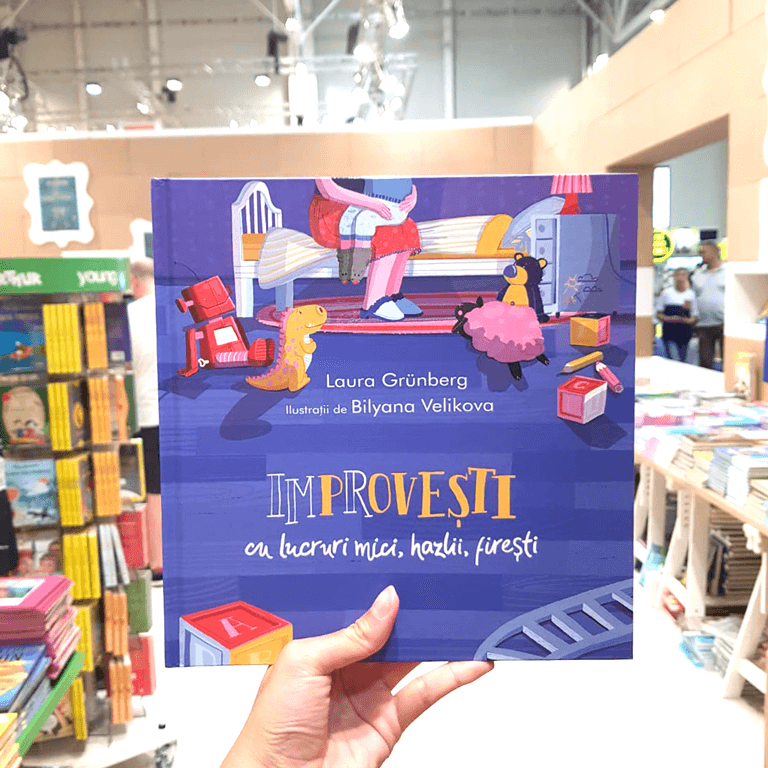 young
Laura Grünberg
Ilustrații de Bilyana Velikova
IMPROVEȘTI
cu lucruri mici, hazlii, firești
C
A